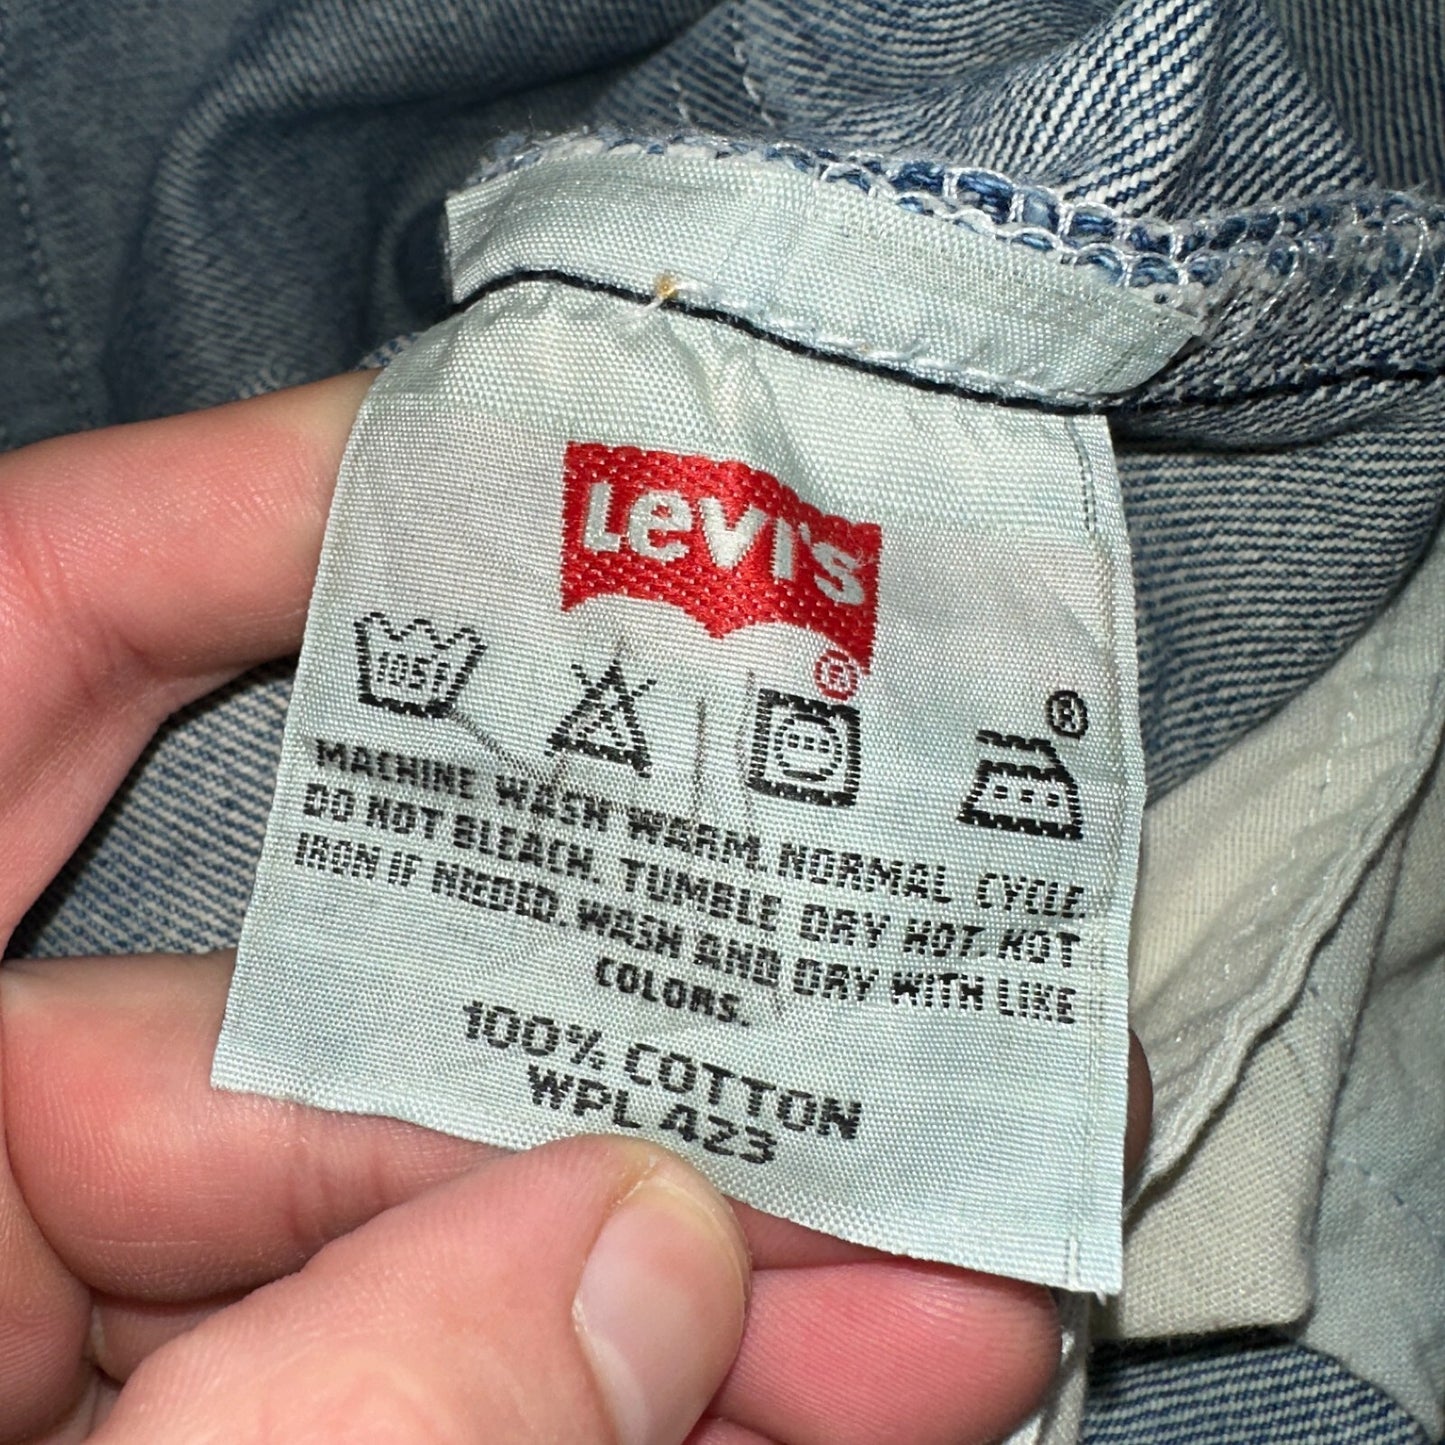 Levi's
®
105F
®
MACHINE WASH WARM. NORMAL CYCLE.
DO NOT BLEACH. TUMBLE DRY HOT. HOT
IRON IF NEEDED. WASH AND DRY WITH LIKE
COLORS.
100% COTTON
WPL 423